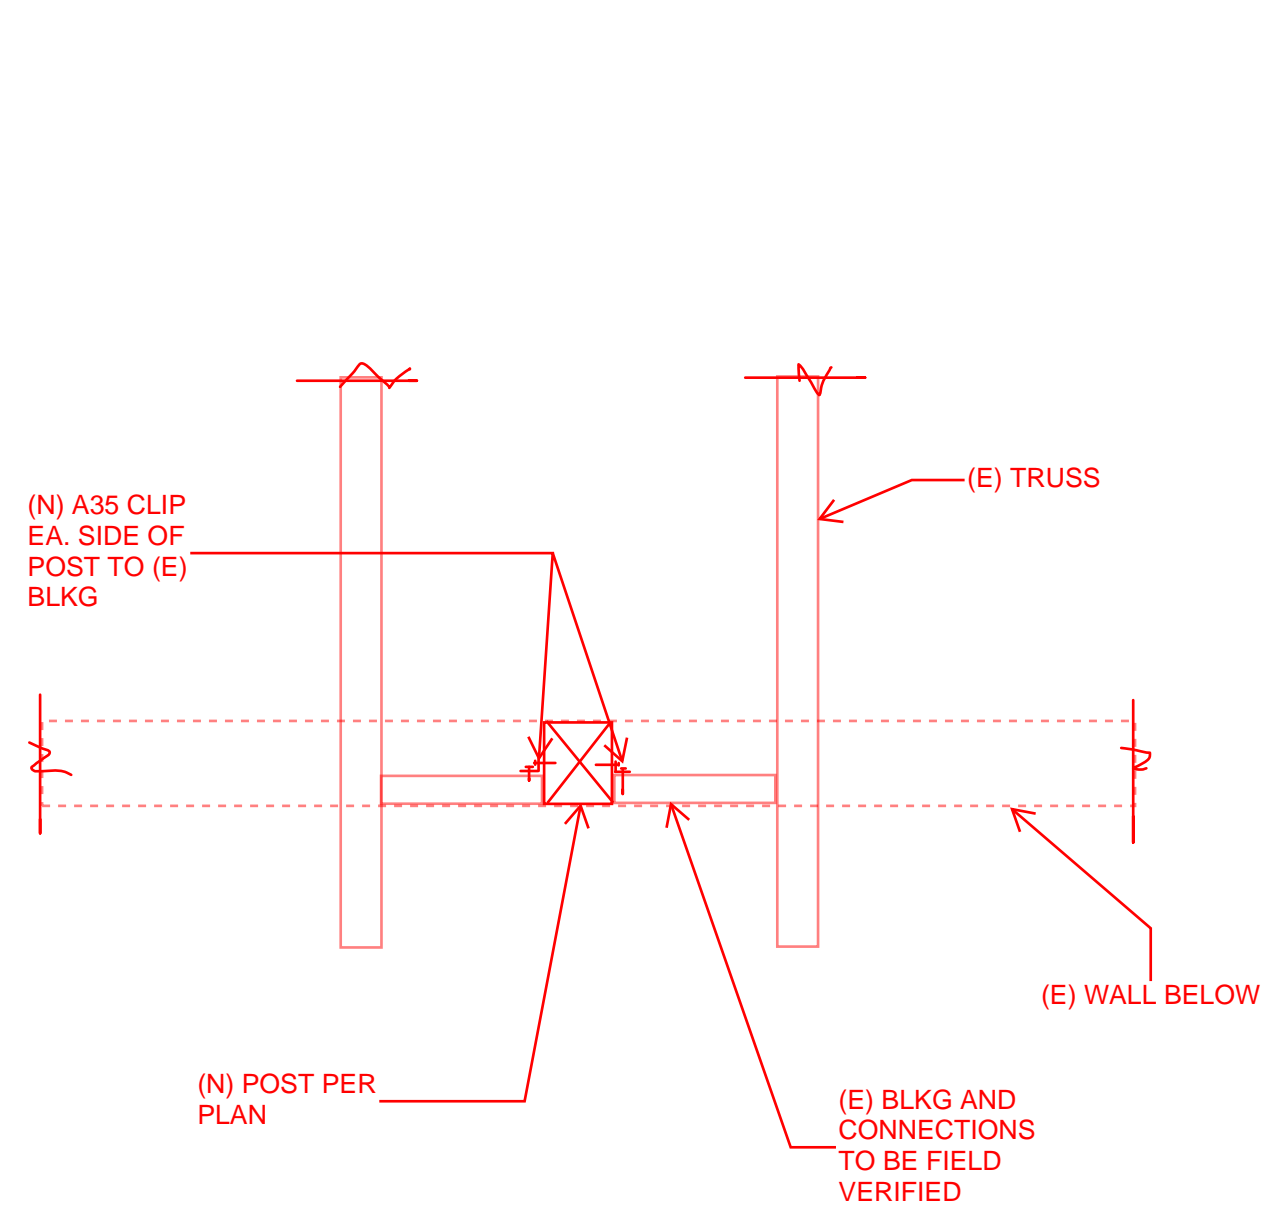 (E) TRUSS
(N) A35 CLIP
EA. SIDE OF
POST TO (E)
BLKG
(E) WALL BELOW
(N) POST PER
PLAN
(E) BLKG AND
CONNECTIONS
TO BE FIELD
VERIFIED